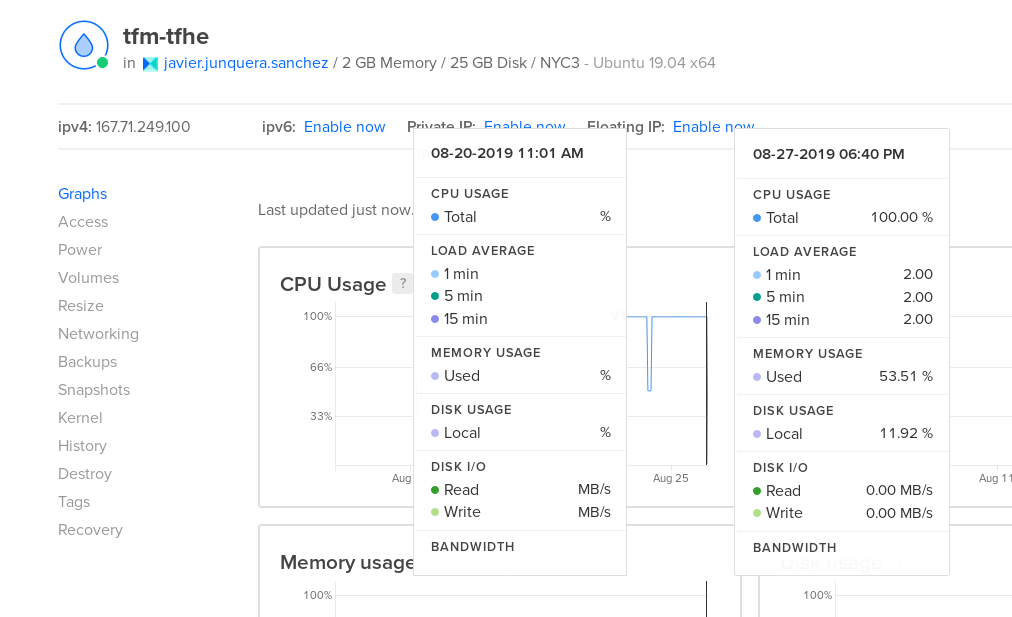 tfm-tfhe
in javier.junquera.sanchez / 2 GB Memory / 25 GB Disk / NYC3 - Ubuntu 19.04 x64
ipv4: 167.71.249.100 ipv6: Enable now Private IP: Enable now Floating IP: Enable now
Graphs
Access
Power
Volumes
Resize
Networking
Backups
Snapshots
Kernel
History
Destroy
Tags
Recovery
Last updated just now.
CPU Usage ?
100%
66%
33%
Aug
Aug 25
Aug 11
Memory usage
100%
Disk usage
100%
08-20-2019 11:01 AM
CPU USAGE
Total %
LOAD AVERAGE
1 min
5 min
15 min
MEMORY USAGE
Used %
DISK USAGE
Local %
DISK I/O
Read MB/s
Write MB/s
BANDWIDTH
08-27-2019 06:40 PM
CPU USAGE
Total 100.00 %
LOAD AVERAGE
1 min 2.00
5 min 2.00
15 min 2.00
MEMORY USAGE
Used 53.51 %
DISK USAGE
Local 11.92 %
DISK I/O
Read 0.00 MB/s
Write 0.00 MB/s
BANDWIDTH